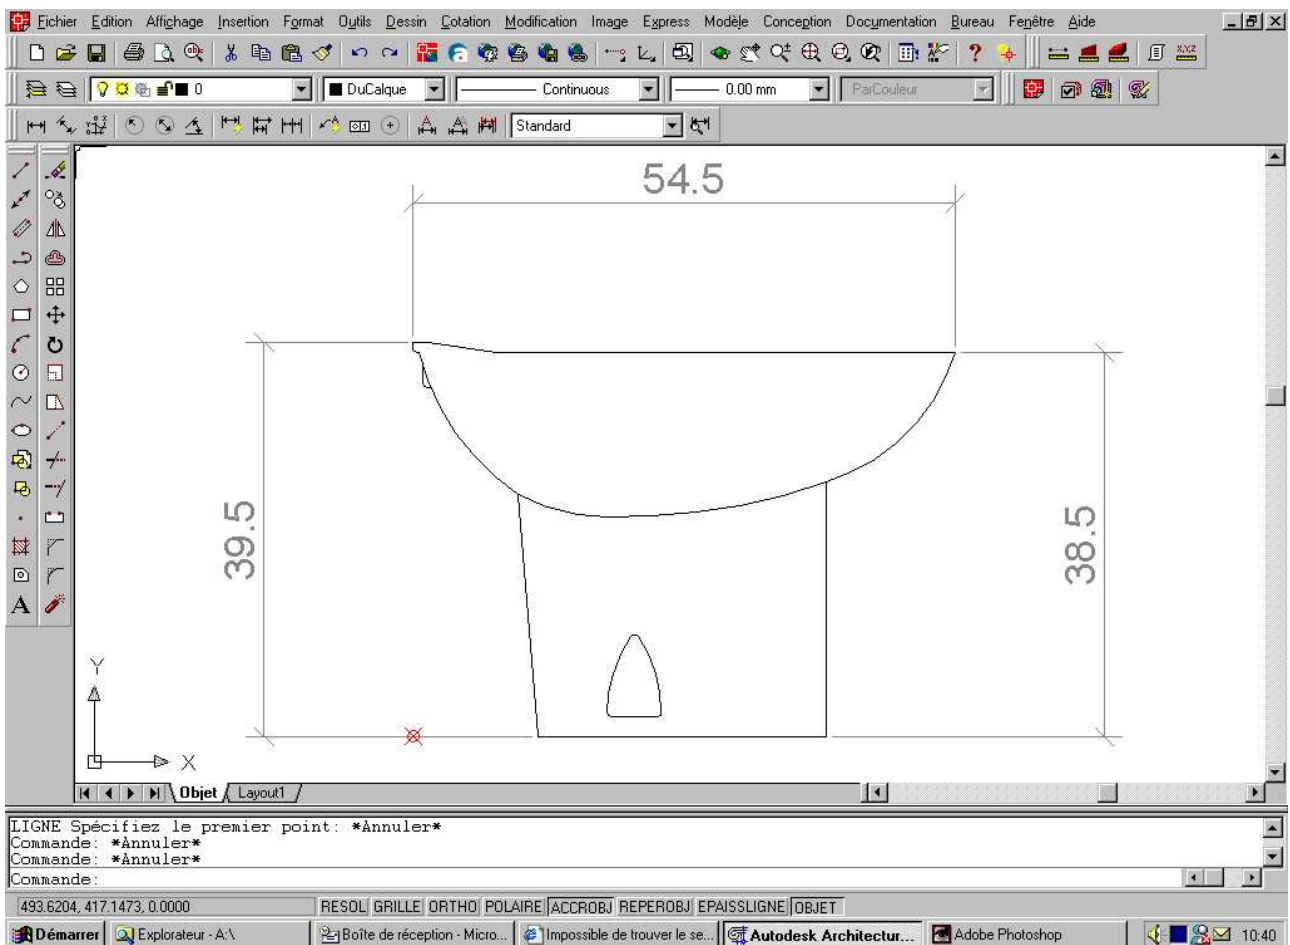 Fichier Edition Affichage Insertion Format Outils Dessin Cotation Modification Image Express Modèle Conception Documentation Bureau Fenêtre Aide
0 DuCalque Continuous 0.00 mm ParCouleur
Standard
54.5
39.5
38.5
Y
X
Objet Layout1
LIGNE Spécifiez le premier point: *Annuler*
Commande: *Annuler*
Commande: *Annuler*
Commande:
493.6204, 417.1473, 0.0000 RESOL GRILLE ORTHO POLAIRE ACCROBJ REPEROBJ EPAISSLIGNE OBJET
Démarrer Explorateur - A:\ Boîte de réception - Micro... Impossible de trouver le se... Autodesk Architectur... Adobe Photoshop 10:40